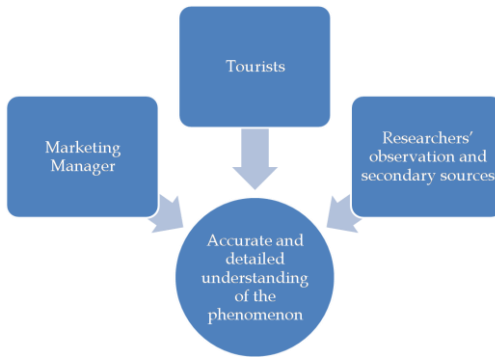 Tourists
Marketing
Manager
Researchers'
observation and
secondary sources
Accurate and
detailed
understanding
of the
phenomenon